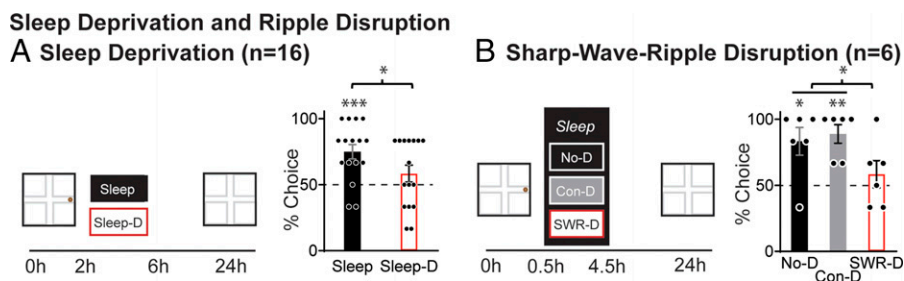 Sleep Deprivation and Ripple Disruption
A Sleep Deprivation (n=16)
Sleep
Sleep-D
0h 2h 6h 24h
% Choice
100
50
0
***
*
Sleep Sleep-D
B Sharp-Wave-Ripple Disruption (n=6)
Sleep
No-D
Con-D
SWR-D
0h 0.5h 4.5h 24h
% Choice
100
50
0
*
* **
No-D SWR-D
Con-D